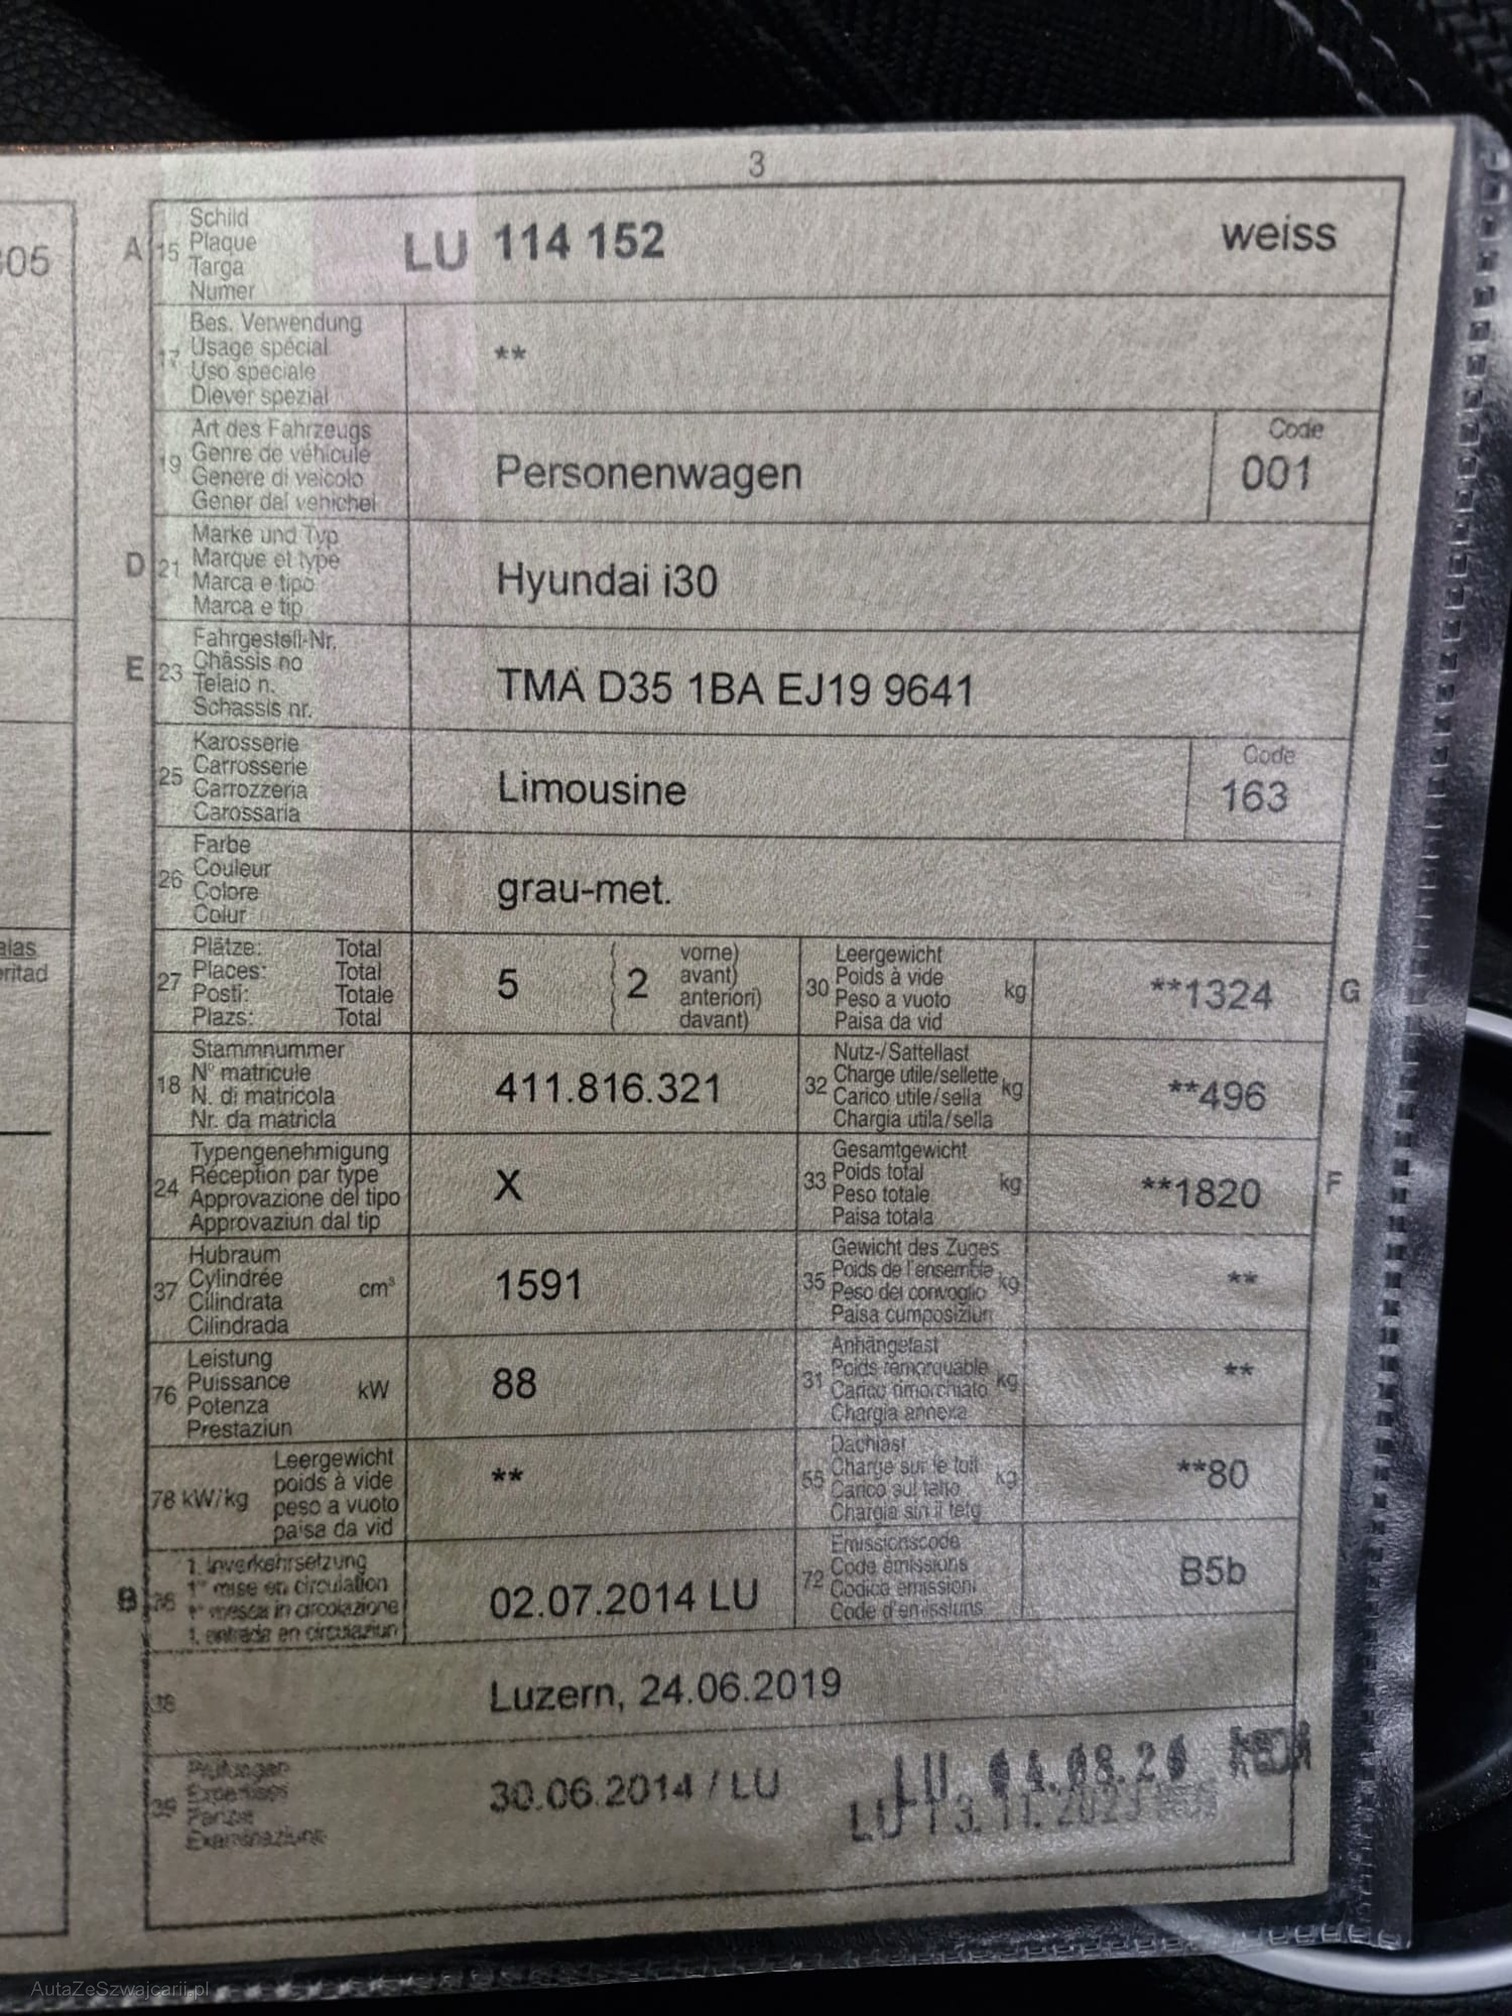 3
305
A 15 Schild
Plaque
Targa
Numer
LU 114 152 weiss
17 Bes. Verwendung
Usage spécial
Uso speciale
Diever spezial
**
19 Art des Fahrzeugs
Genre de véhicule
Genere di veicolo
Gener dal vehichel
Personenwagen
Code
001
D 21 Marke und Typ
Marque et type
Marca e tipo
Marca e tip
Hyundai i30
E 23 Fahrgestell-Nr.
Châssis no
Telaio n.
Schassis nr.
TMA D35 1BA EJ19 9641
25 Karosserie
Carrosserie
Carrozzeria
Carossaria
Limousine
Code
163
26 Farbe
Couleur
Colore
Colur
grau-met.
alas
oritad
27 Plätze: Total
Places: Total
Posti: Totale
Plazs: Total
5 ( 2 vorne)
avant)
anteriori)
davant)
30 Leergewicht
Poids à vide
Peso a vuoto
Paisa da vid
kg
**1324 G
18 Stammnummer
N° matricule
N. di matricola
Nr. da matricla
411.816.321
32 Nutz-/Sattellast
Charge utile/sellette
Carico utile/sella
Chargia utila/sella
kg
**496
24 Typengenehmigung
Réception par type
Approvazione del tipo
Approvaziun dal tip
X
33 Gesamtgewicht
Poids total
Peso totale
Paisa totala
kg
**1820 F
37 Hubraum
Cylindrée
Cilindrata
Cilindrada
cm³
1591
35 Gewicht des Zuges
Poids de l'ensemble
Peso del convoglio
Paisa cumposiziun
kg
**
76 Leistung
Puissance
Potenza
Prestaziun
kW
88
31 Anhängelast
Poids remorquable
Carico rimorchiato
Chargia annexa
kg
**
78 kW/kg Leergewicht
poids à vide
peso a vuoto
paisa da vid
**
55 Dachlast
Charge sur le toit
Carico sul tetto
Chargia sin il tetg
kg
**80
B 36 1. Inverkehrsetzung
1re mise en circulation
1a messa in circolazione
1. entrada en circulaziun
02.07.2014 LU
72 Emissionscode
Code émissions
Codice emissioni
Code d'emissiuns
B5b
38
Luzern, 24.06.2019
39 Prüfungen
Expertises
Perizie
Examinaziuns
30.06.2014 / LU
LU 04.08.20
LU 13.11.2023
AutaZeSzwajcarii.pl